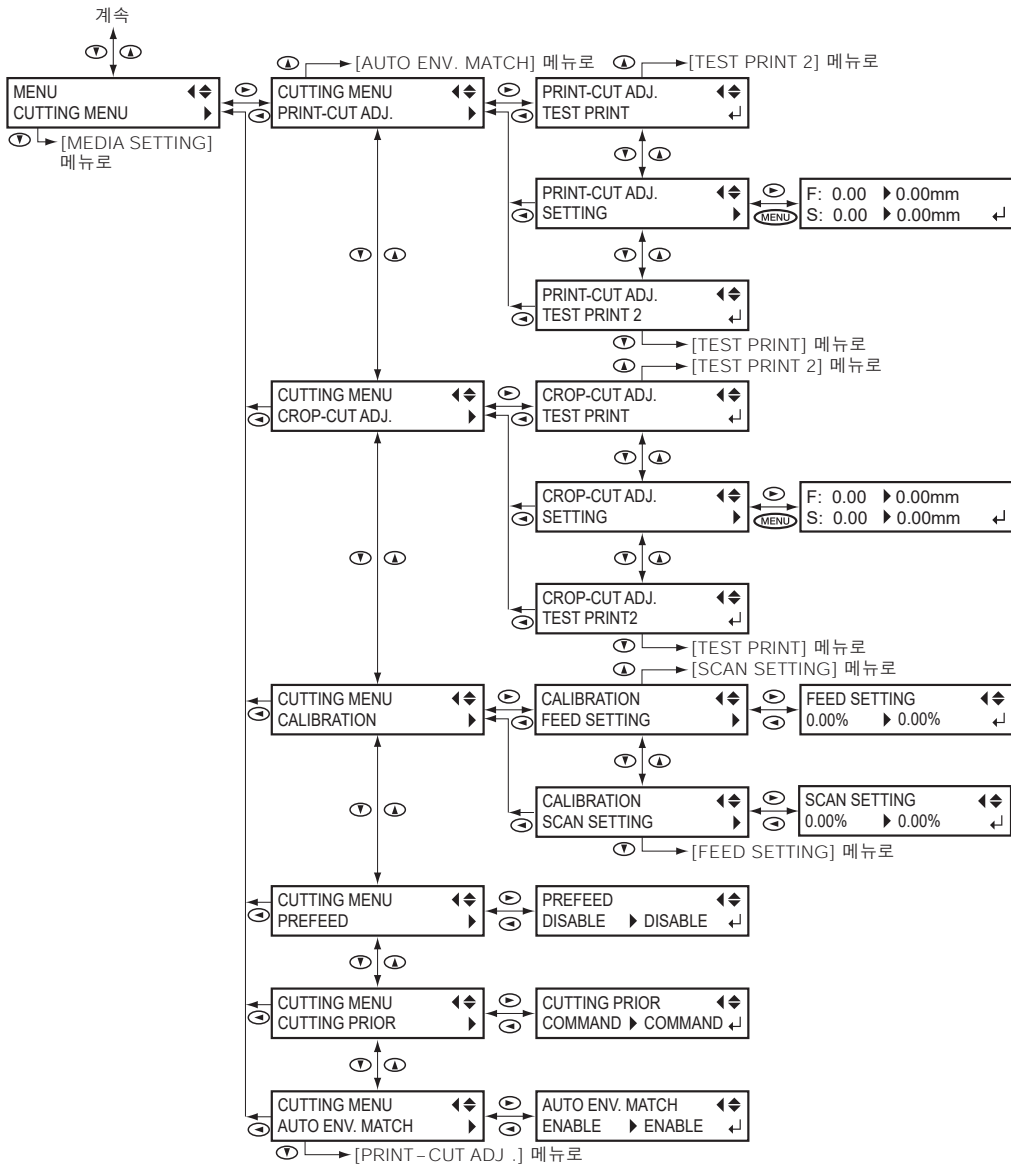 계속
MENU
CUTTING MENU
[MEDIA SETTING]
메뉴로
[AUTO ENV. MATCH] 메뉴로
CUTTING MENU
PRINT-CUT ADJ.
[TEST PRINT 2] 메뉴로
PRINT-CUT ADJ.
TEST PRINT
PRINT-CUT ADJ.
SETTING
MENU
F: 0.00 0.00mm
S: 0.00 0.00mm
PRINT-CUT ADJ.
TEST PRINT 2
[TEST PRINT] 메뉴로
[TEST PRINT 2] 메뉴로
CUTTING MENU
CROP-CUT ADJ.
CROP-CUT ADJ.
TEST PRINT
CROP-CUT ADJ.
SETTING
MENU
F: 0.00 0.00mm
S: 0.00 0.00mm
CROP-CUT ADJ.
TEST PRINT2
[TEST PRINT] 메뉴로
[SCAN SETTING] 메뉴로
CUTTING MENU
CALIBRATION
CALIBRATION
FEED SETTING
FEED SETTING
0.00% 0.00%
CALIBRATION
SCAN SETTING
SCAN SETTING
0.00% 0.00%
[FEED SETTING] 메뉴로
CUTTING MENU
PREFEED
PREFEED
DISABLE DISABLE
CUTTING MENU
CUTTING PRIOR
CUTTING PRIOR
COMMAND COMMAND
CUTTING MENU
AUTO ENV. MATCH
AUTO ENV. MATCH
ENABLE ENABLE
[PRINT-CUT ADJ .] 메뉴로